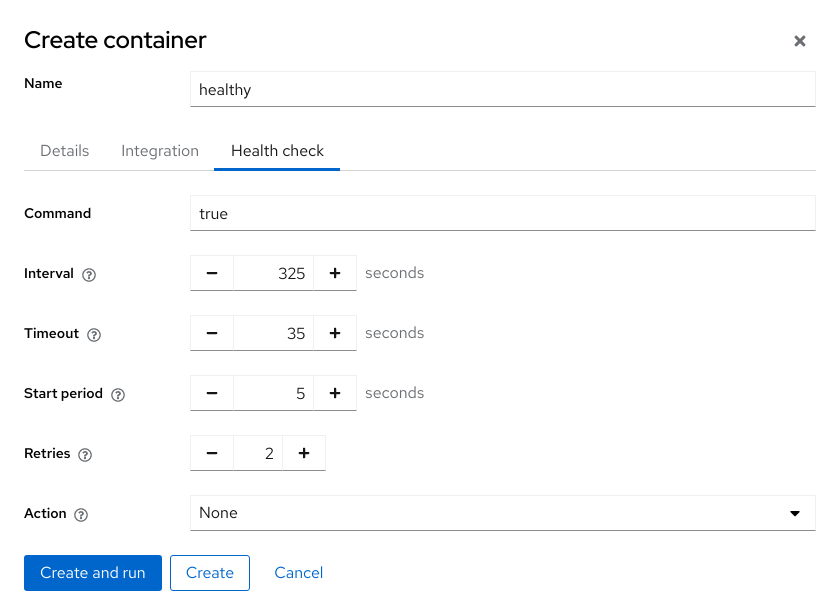 Create container
Name
healthy
Details Integration Health check
Command
true
Interval
325
seconds
Timeout
35
seconds
Start period
5
seconds
Retries
2
Action
None
Create and run Create Cancel